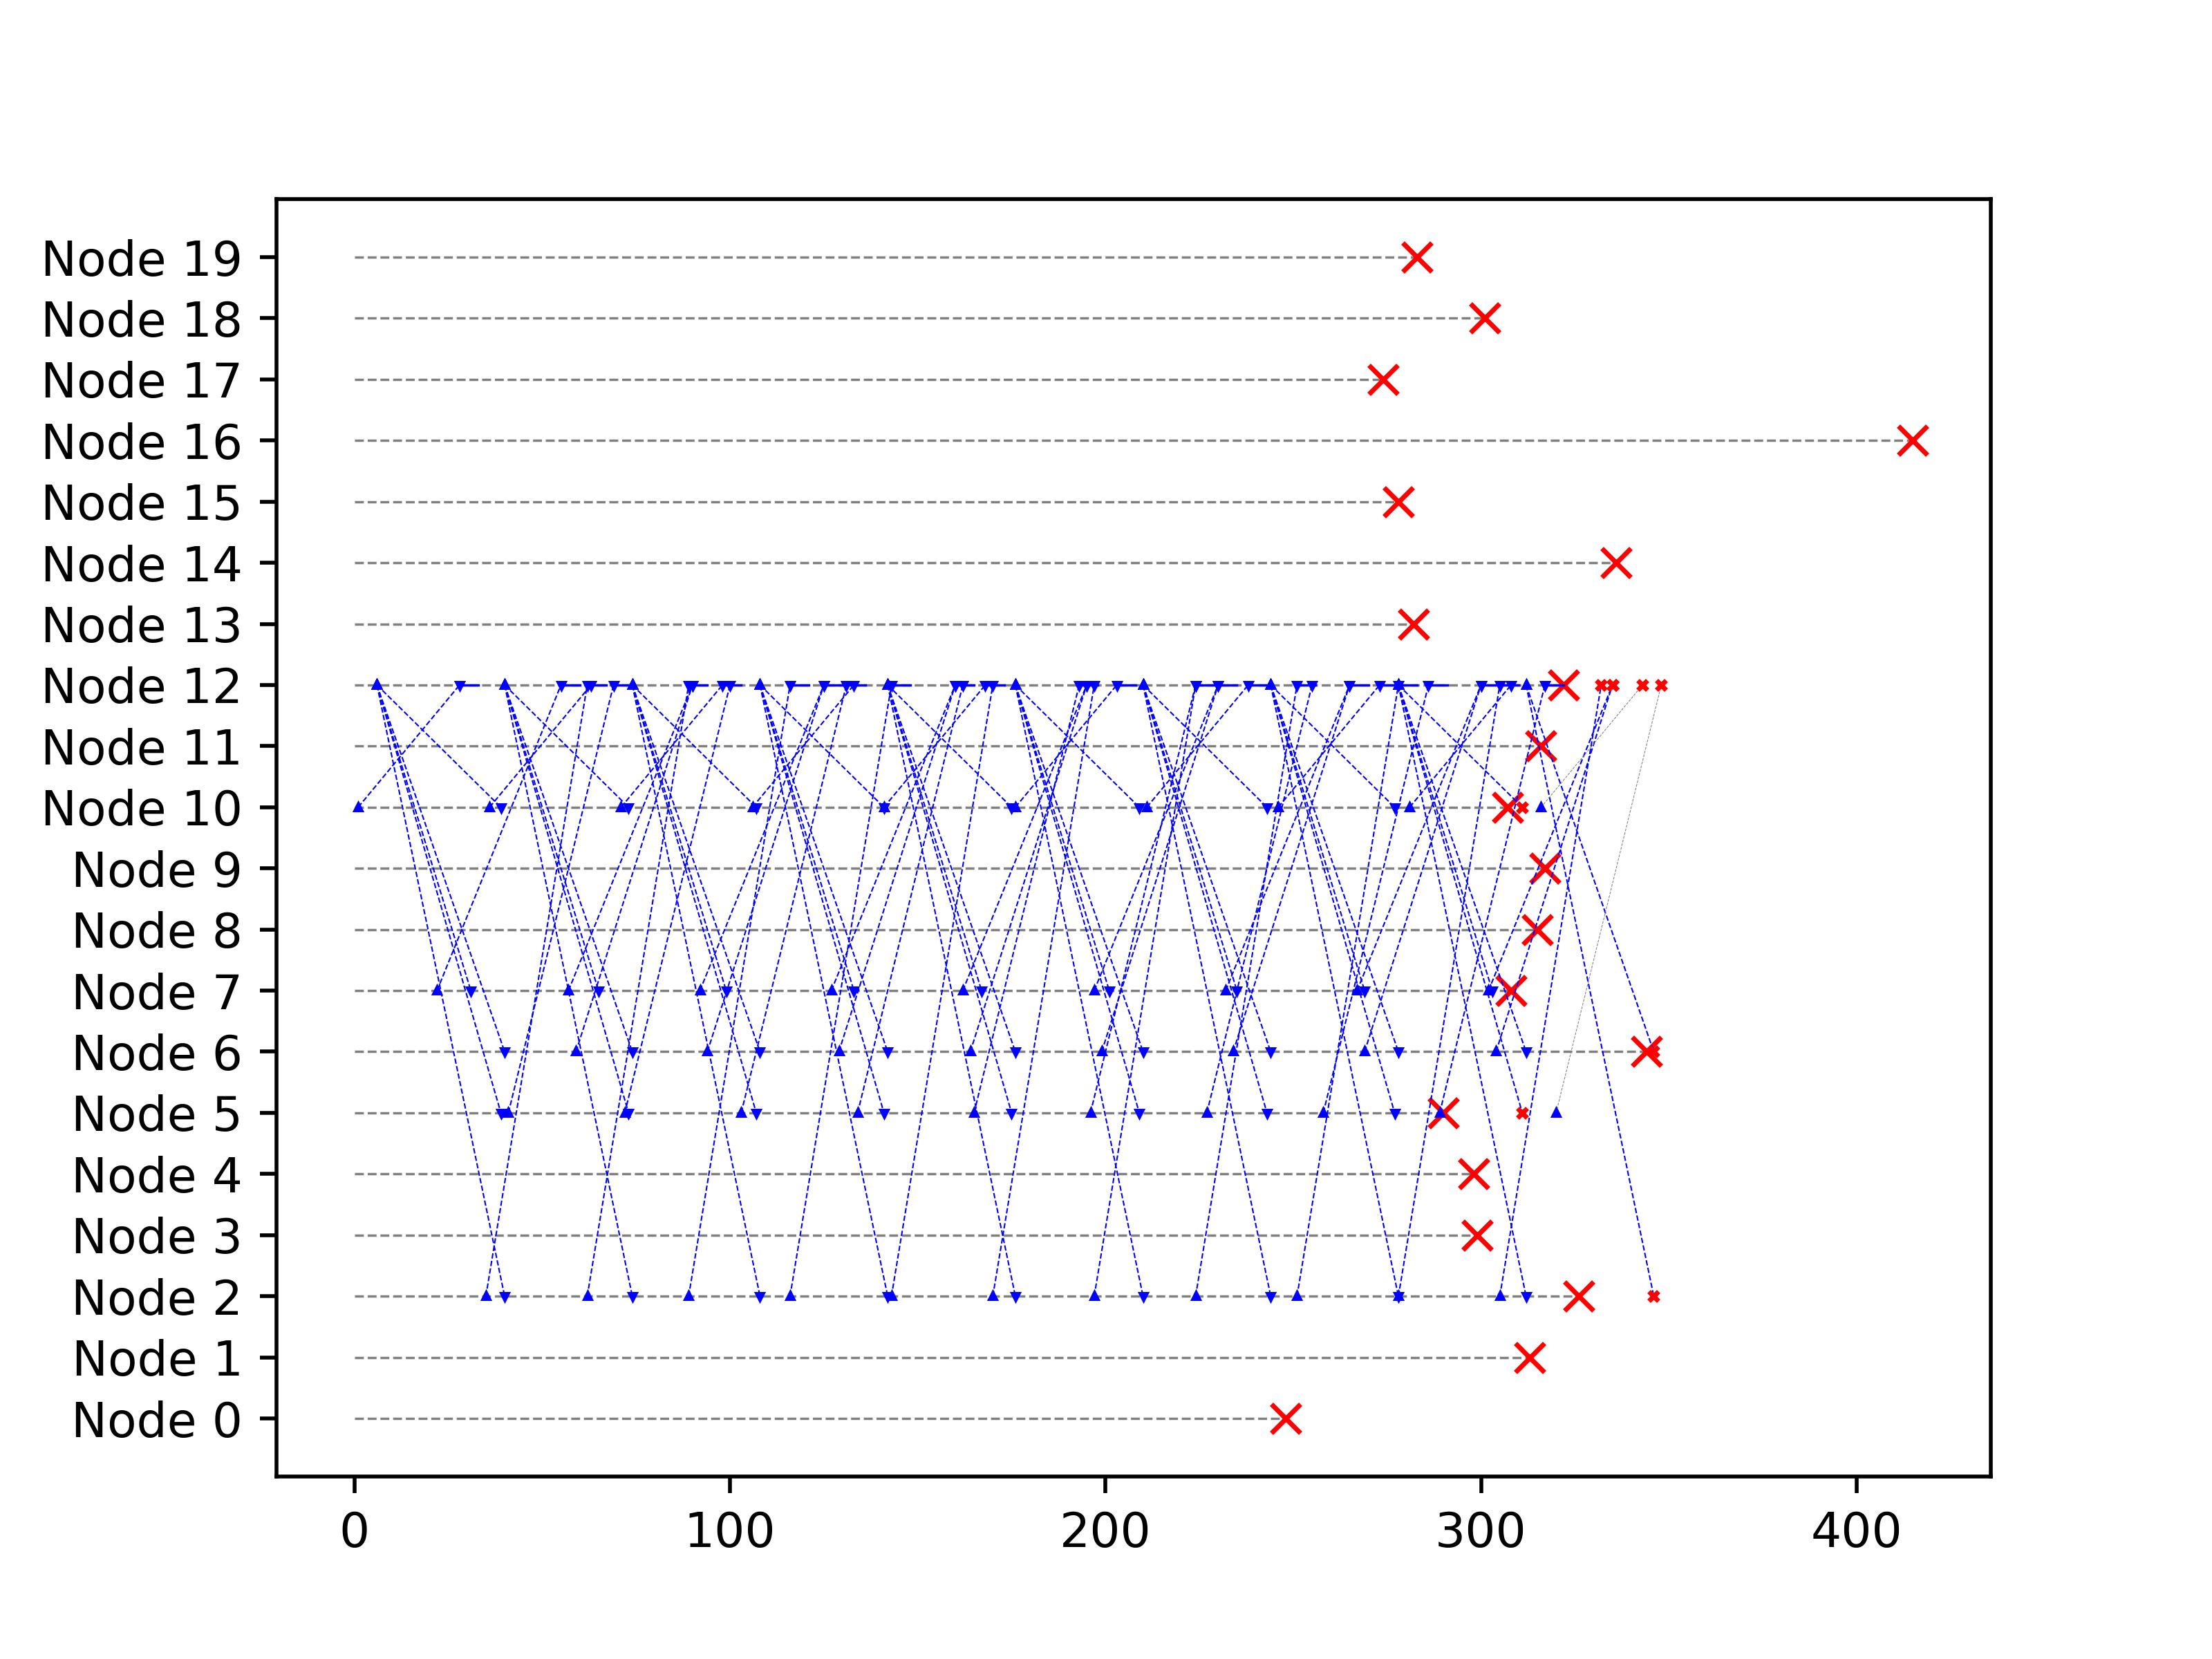 Node 19
Node 18
Node 17
Node 16
Node 15
Node 14
Node 13
Node 12
Node 11
Node 10
Node 9
Node 8
Node 7
Node 6
Node 5
Node 4
Node 3
Node 2
Node 1
Node 0
0 100 200 300 400